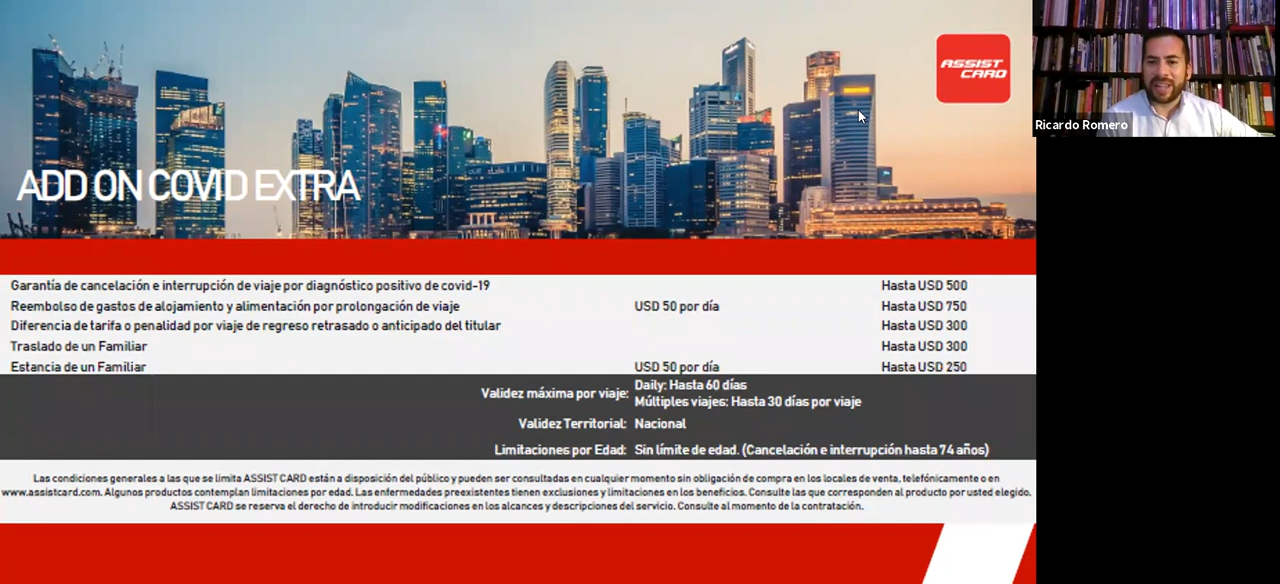 ASSIST
CARD
Ricardo Romero
ADD ON COVID EXTRA
Garantía de cancelación e interrupción de viaje por diagnóstico positivo de covid-19 Hasta USD 500
Reembolso de gastos de alojamiento y alimentación por prolongación de viaje USD 50 por día Hasta USD 750
Diferencia de tarifa o penalidad por viaje de regreso retrasado o anticipado del titular Hasta USD 300
Traslado de un Familiar Hasta USD 300
Estancia de un Familiar USD 50 por día Hasta USD 250
Validez máxima por viaje: Daily: Hasta 60 días
Múltiples viajes: Hasta 30 días por viaje
Validez Territorial: Nacional
Limitaciones por Edad: Sin límite de edad. (Cancelación e interrupción hasta 74 años)
Las condiciones generales a las que se limita ASSIST CARD están a disposición del público y pueden ser consultadas en cualquier momento sin obligación de compra en los locales de venta, telefónicamente o en
www.assistcard.com. Algunos productos contemplan limitaciones por edad. Las enfermedades preexistentes tienen exclusiones y limitaciones en los beneficios. Consulte las que corresponden al producto por usted elegido.
ASSIST CARD se reserva el derecho de introducir modificaciones en los alcances y descripciones del servicio. Consulte al momento de la contratación.